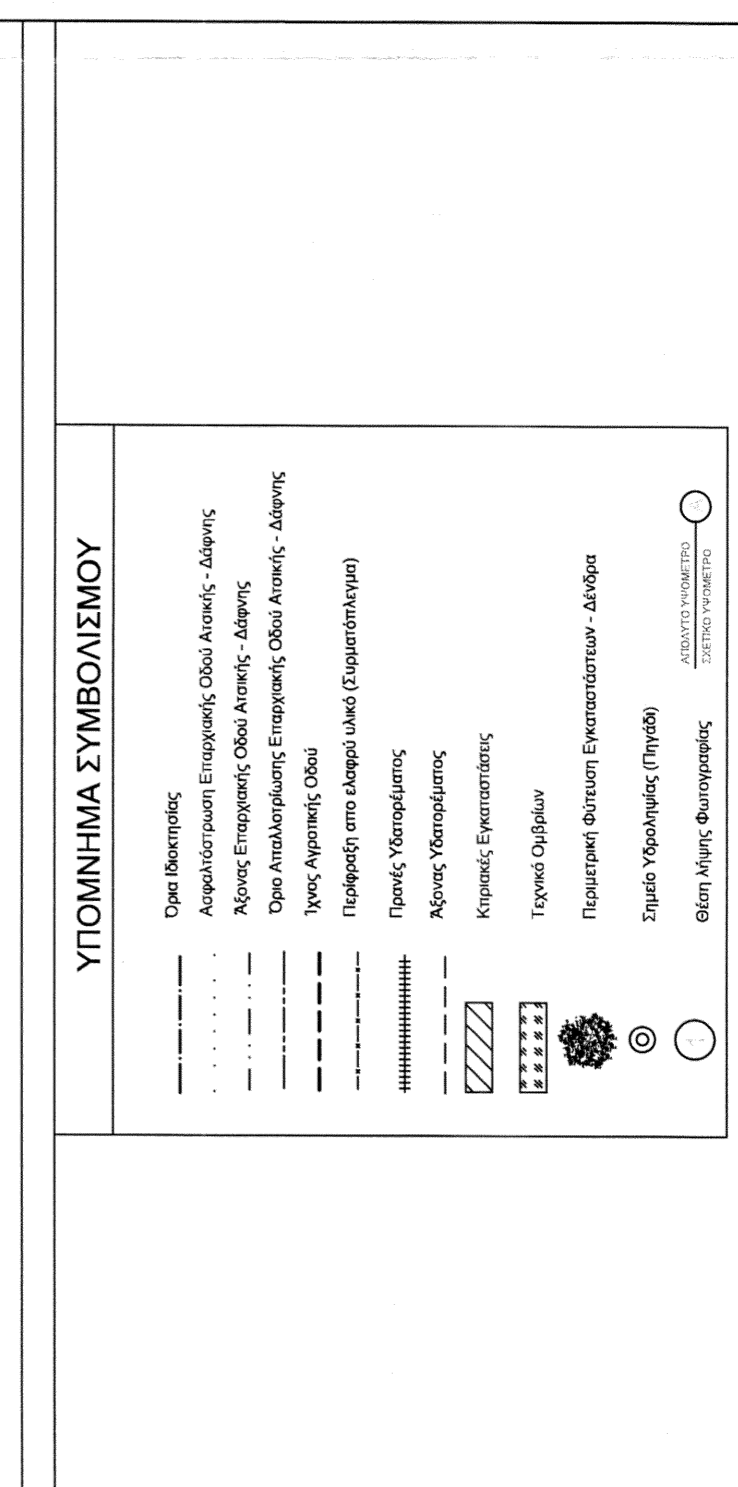 ΥΠΟΜΝΗΜΑ ΣΥΜΒΟΛΙΣΜΟΥ
Όρια Ιδιοκτησίας
Ασφαλτόστρωση Επαρχιακής Οδού Ατσικής - Δάφνης
Άξονας Επαρχιακής Οδού Ατσικής - Δάφνης
Όριο Απαλλοτρίωσης Επαρχιακής Οδού Ατσικής - Δάφνης
Ίχνος Αγροτικής Οδού
Περίφραξη απο ελαφρύ υλικό (Συρματόπλεγμα)
Πρανές Υδατορέματος
Άξονας Υδατορέματος
Κτιριακές Εγκαταστάσεις
Τεχνικό Ομβρίων
Περιμετρική Φύτευση Εγκαταστάστεων - Δένδρα
Σημείο Υδροληψίας (Πηγάδι)
Θέση λήψης Φωτογραφίας
ΑΠΟΛΥΤΟ ΥΨΟΜΕΤΡΟ
ΣΧΕΤΙΚΟ ΥΨΟΜΕΤΡΟ